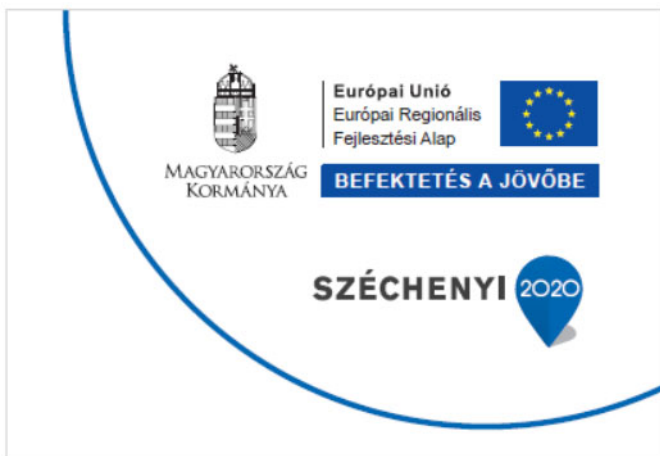 Európai Unió
Európai Regionális
Fejlesztési Alap
MAGYARORSZÁG
KORMÁNYA
BEFEKTETÉS A JÖVŐBE
SZÉCHENYI 2020